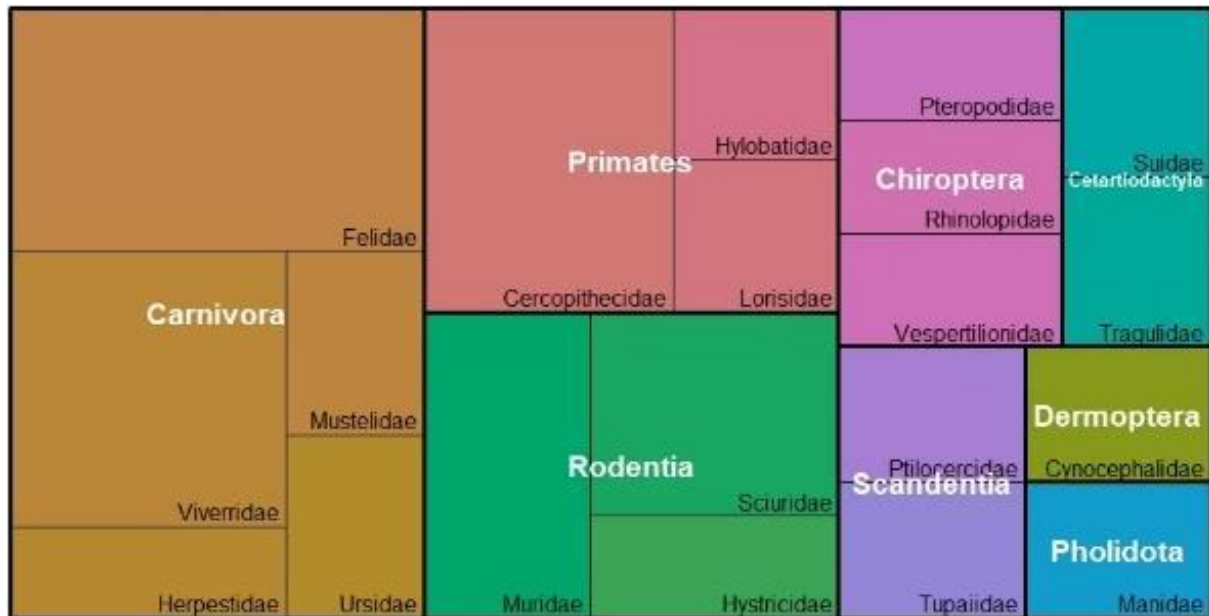 Felidae
Carnivora
Mustelidae
Viverridae
Herpestidae
Ursidae
Primates
Hylobatidae
Cercopithecidae
Lorisidae
Rodentia
Sciuridae
Muridae
Hystricidae
Pteropodidae
Chiroptera
Rhinolopidae
Vespertilionidae
Suidae
Cetartiodactyla
Tragulidae
Ptilocercidae
Scandentia
Tupaiidae
Dermoptera
Cynocephalidae
Pholidota
Manidae